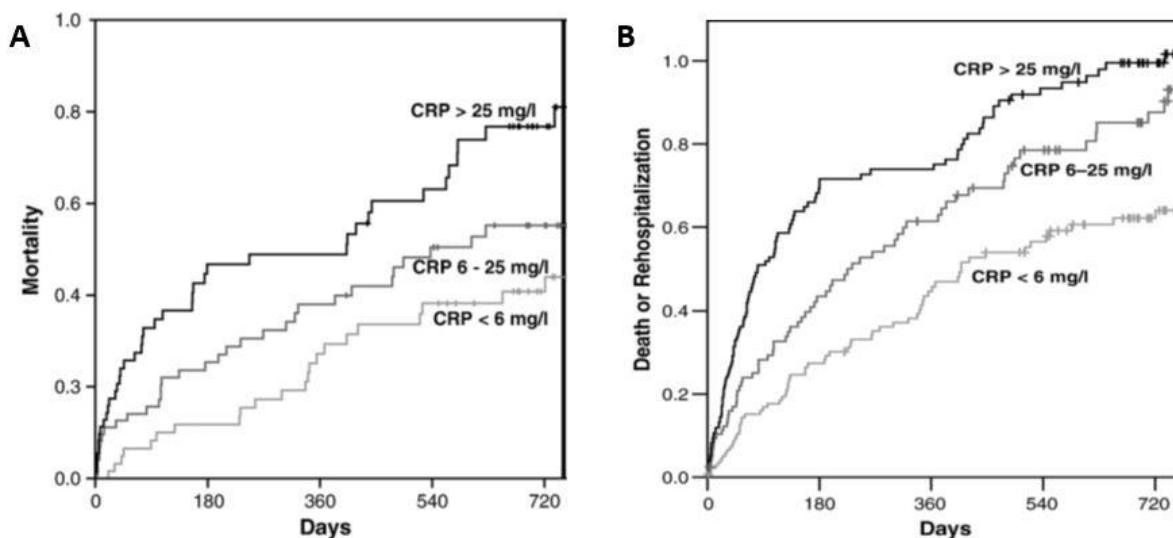 A
Mortality
1.0
0.8
0.6
0.4
0.3
0.0
CRP > 25 mg/l
CRP 6 - 25 mg/l
CRP < 6 mg/l
0
180
360
540
720
Days
B
Death or Rehospitalization
1.0
0.8
0.6
0.4
0.2
0.0
CRP > 25 mg/l
CRP 6–25 mg/l
CRP < 6 mg/l
0
180
360
540
720
Days